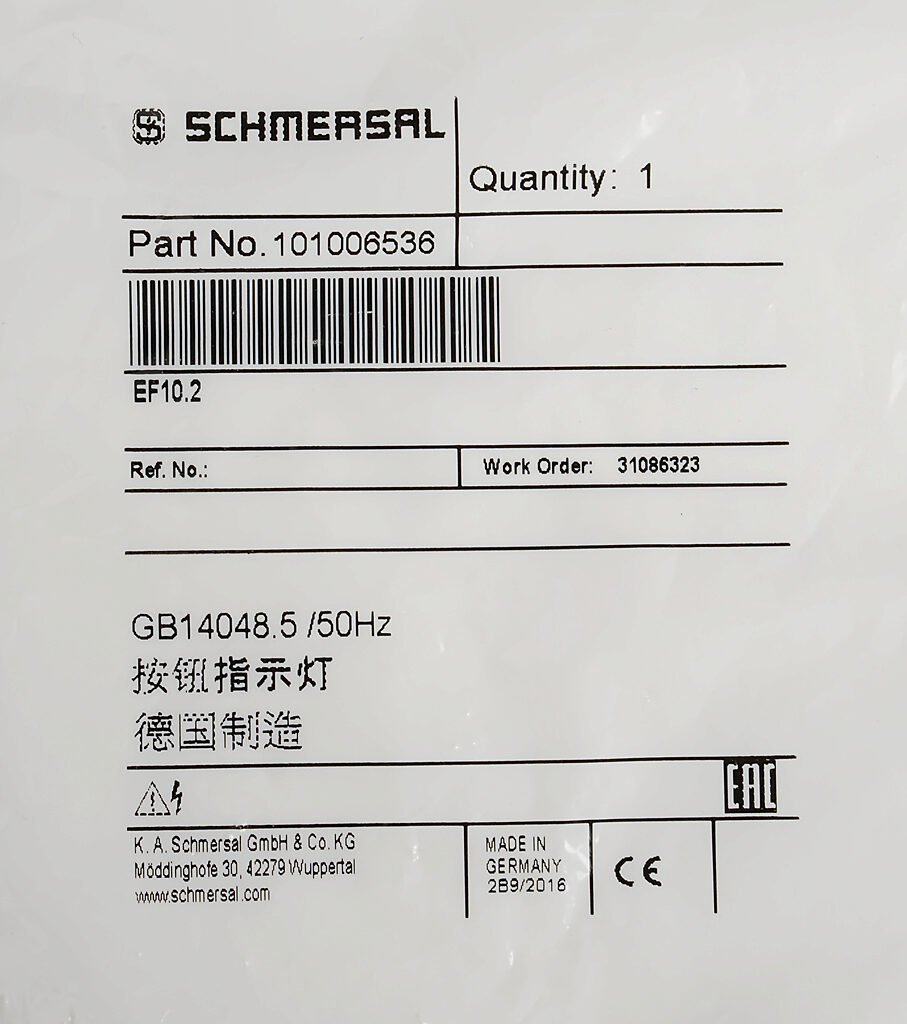 SCHMERSAL
Quantity: 1
Part No. 101006536
EF10.2
Ref. No.:
Work Order: 31086323
GB14048.5 /50Hz
按钮指示灯
德国制造
EAC
K. A. Schmersal GmbH & Co. KG
Möddinghofe 30, 42279 Wuppertal
www.schmersal.com
MADE IN
GERMANY
2B9/2016
CE